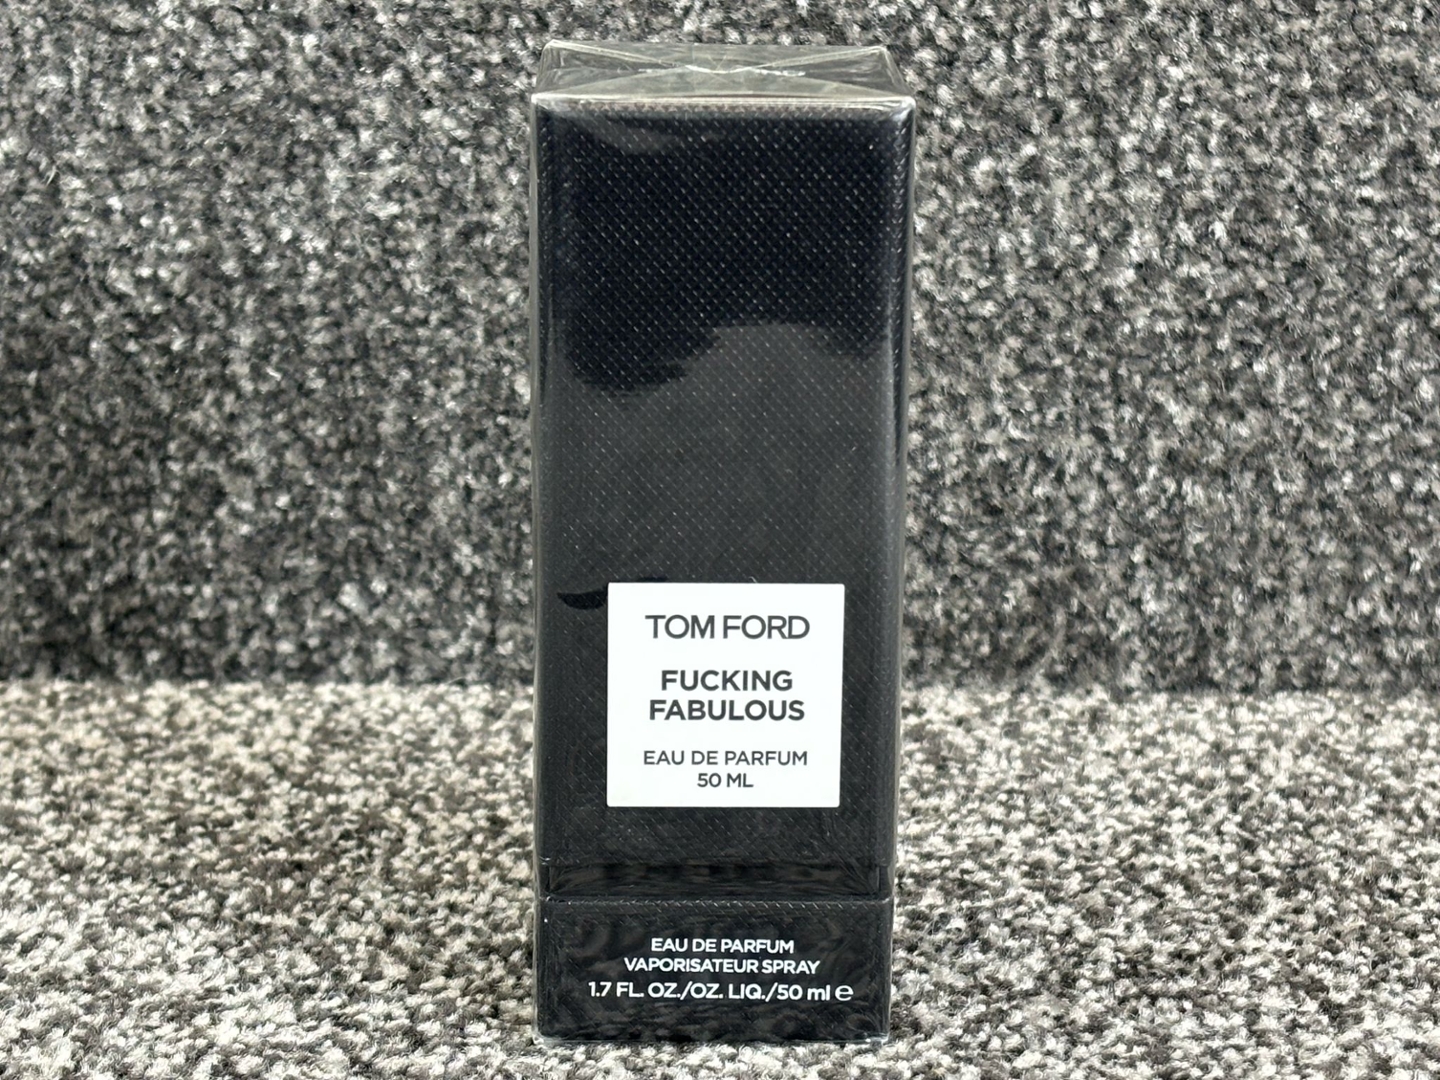 TOM FORD
FUCKING
FABULOUS
EAU DE PARFUM
50 ML
EAU DE PARFUM
VAPORISATEUR SPRAY
1.7 FL. OZ./OZ. LIQ./50 ml ℮